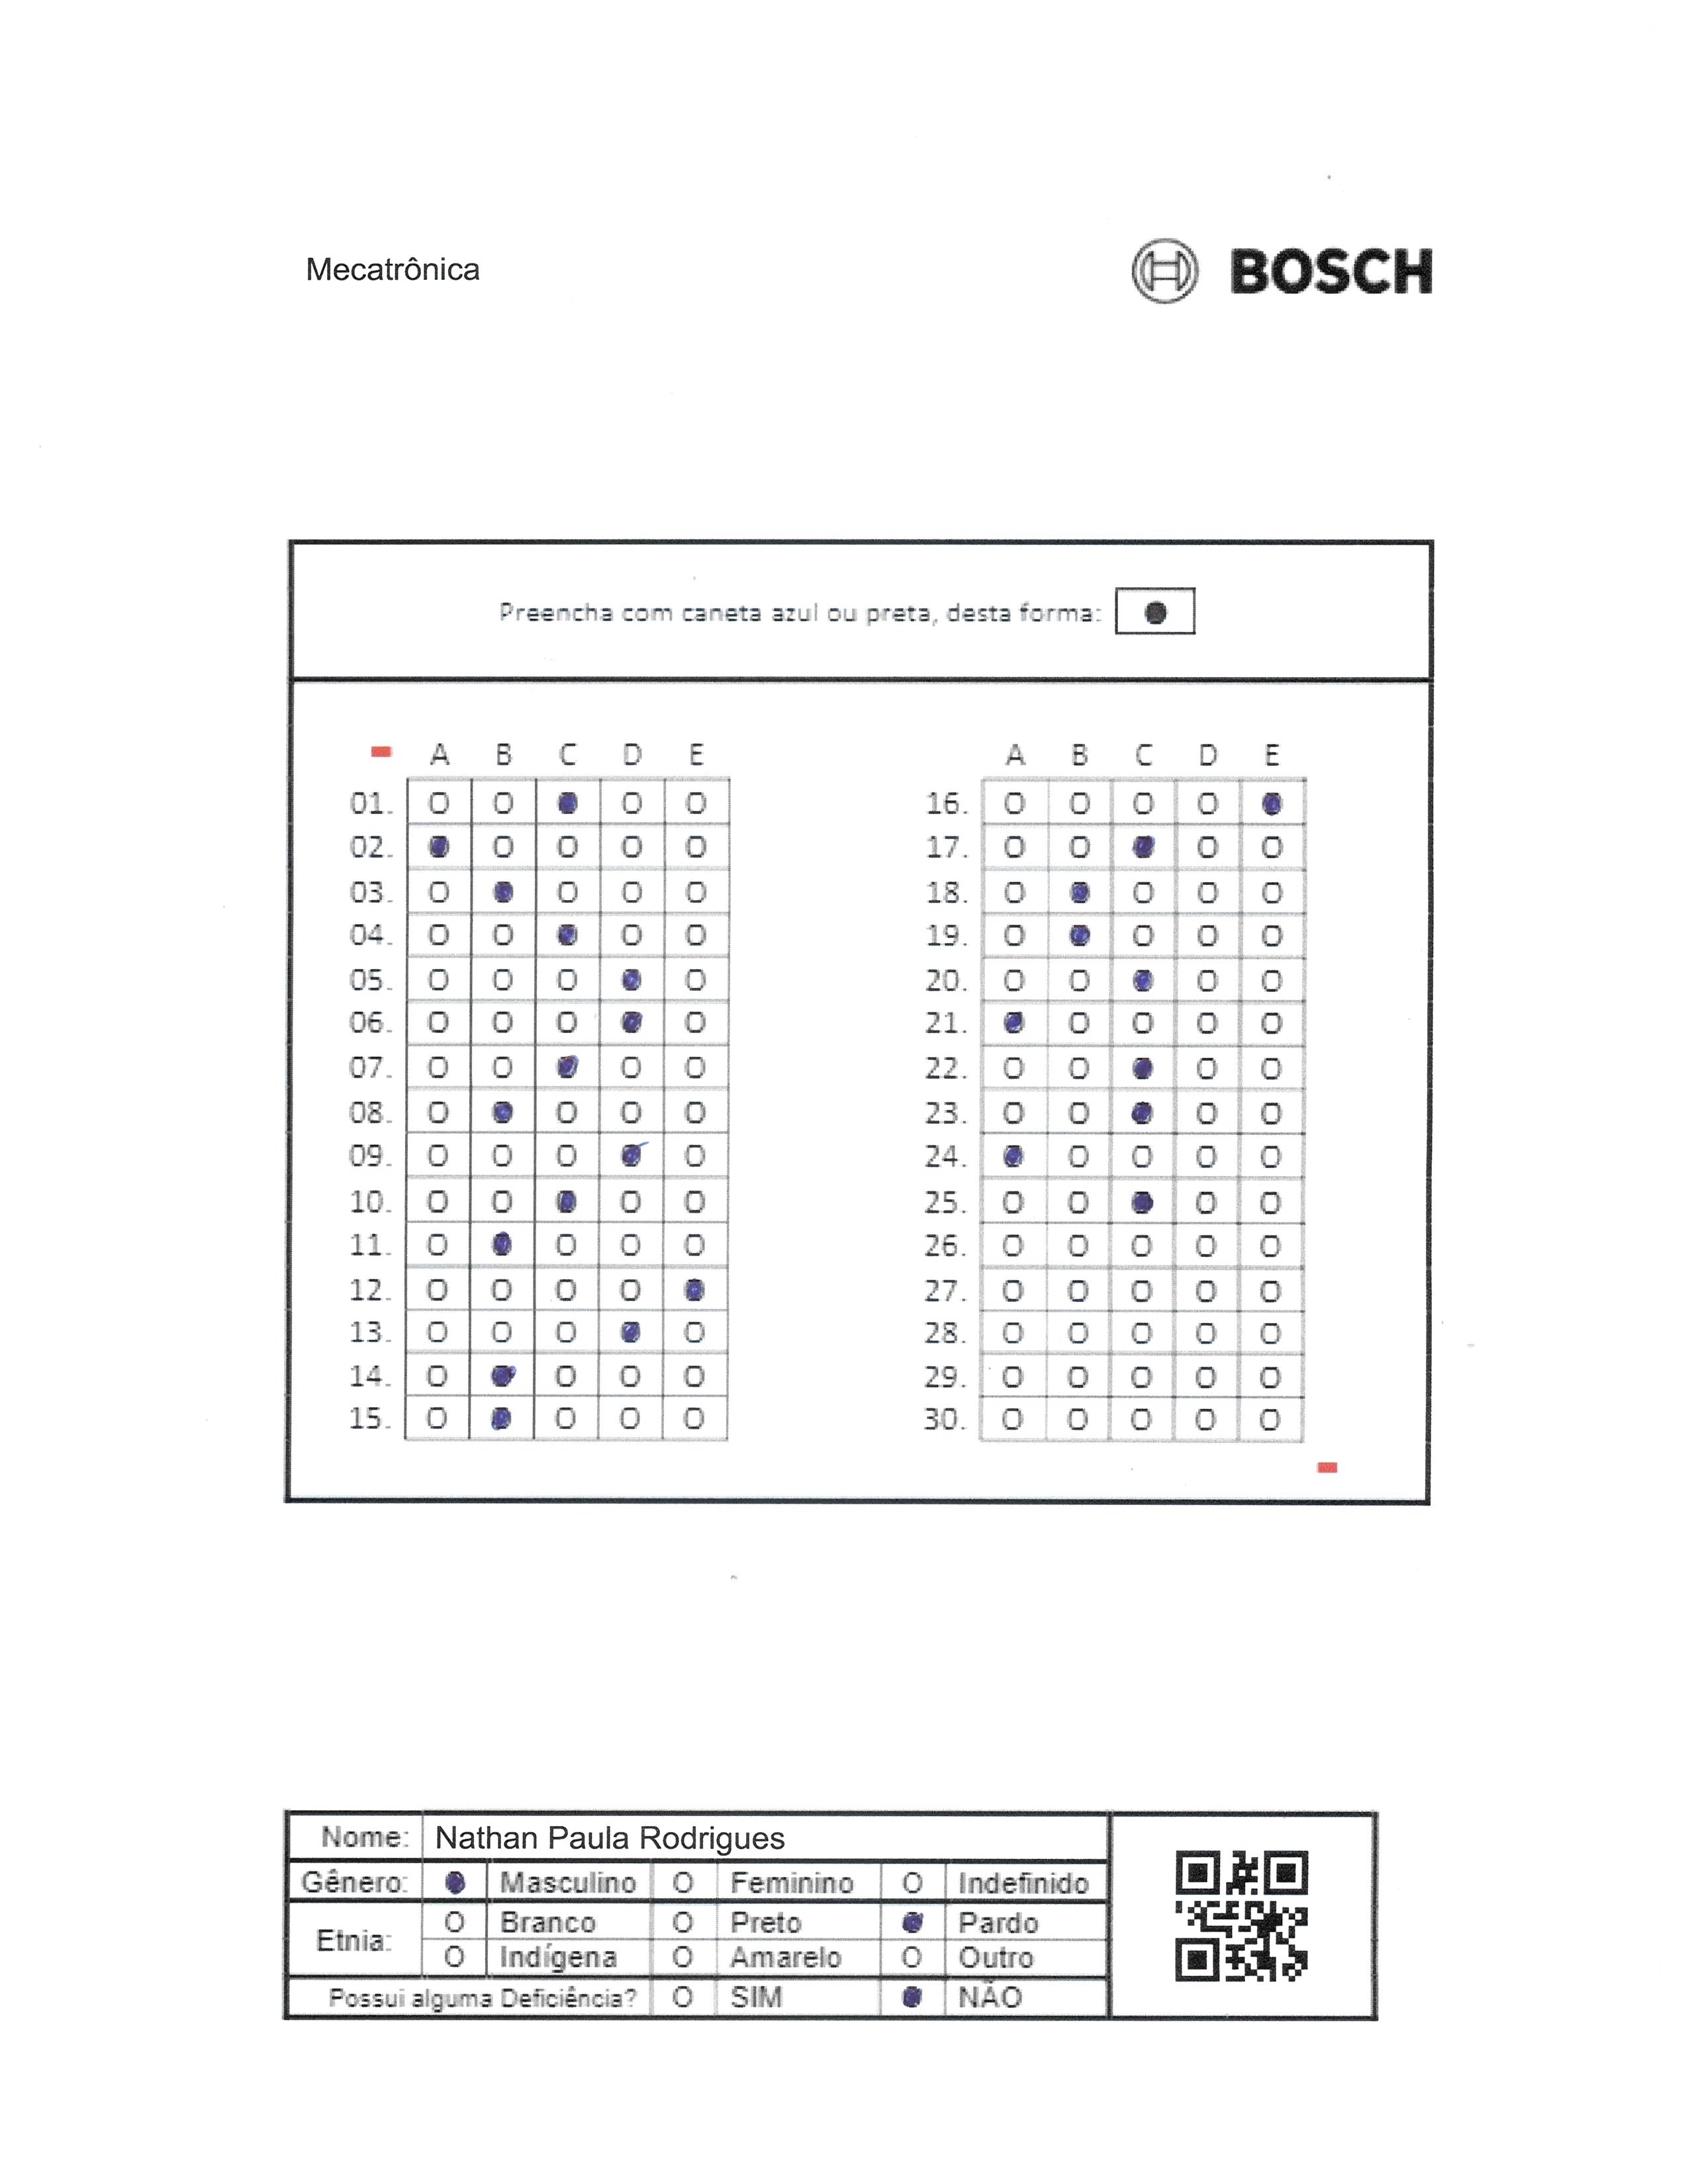 Mecatrônica
BOSCH
Preencha com caneta azul ou preta, desta forma: ●
A B C D E
01. O O ● O O
02. ● O O O O
03. O ● O O O
04. O O ● O O
05. O O O ● O
06. O O O ● O
07. O O ● O O
08. O ● O O O
09. O O O ● O
10. O O ● O O
11. O ● O O O
12. O O O O ●
13. O O O ● O
14. O ● O O O
15. O ● O O O
A B C D E
16. O O O O ●
17. O O ● O O
18. O ● O O O
19. O ● O O O
20. O O ● O O
21. ● O O O O
22. O O ● O O
23. O O ● O O
24. ● O O O O
25. O O ● O O
26. O O O O O
27. O O O O O
28. O O O O O
29. O O O O O
30. O O O O O
Nome: Nathan Paula Rodrigues
Gênero: ● Masculino O Feminino O Indefinido
Etnia: O Branco O Preto ● Pardo
O Indígena O Amarelo O Outro
Possui alguma Deficiência? O SIM ● NÃO